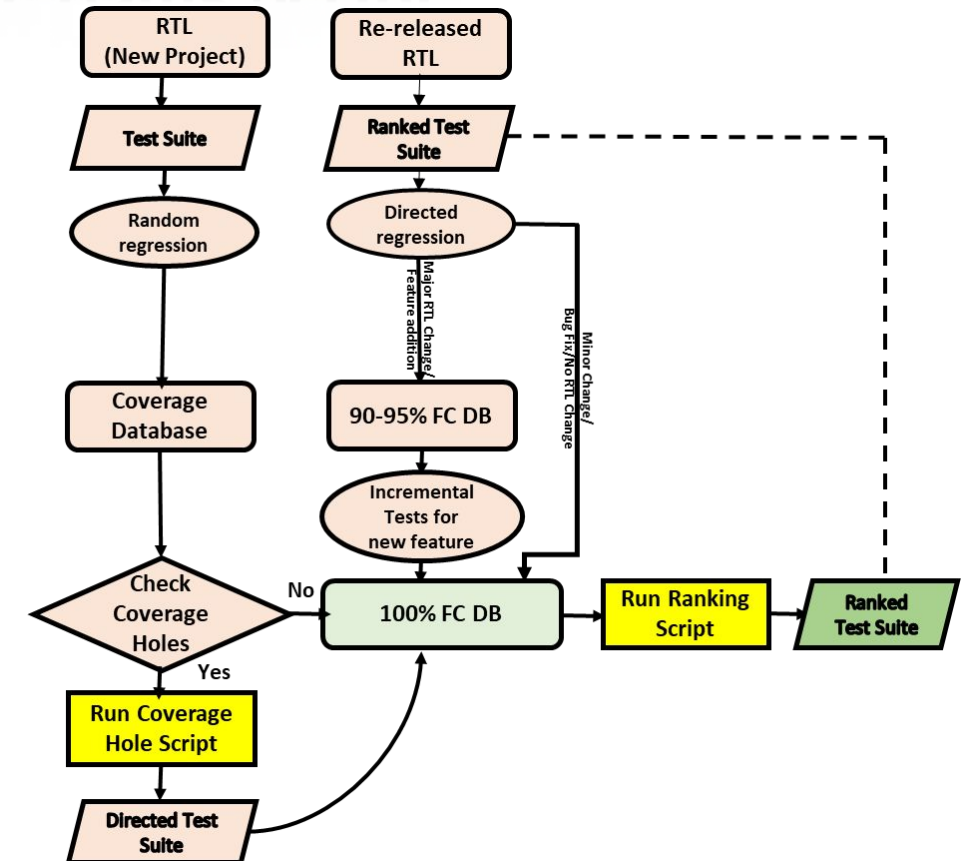 RTL
(New Project)
Test Suite
Random
regression
Coverage
Database
Check
Coverage
Holes
No
Yes
Run Coverage
Hole Script
Directed Test
Suite
Re-released
RTL
Ranked Test
Suite
Directed
regression
Major RTL Change/
Feature addition
Minor Change/
Bug Fix/No RTL Change
90-95% FC DB
Incremental
Tests for
new feature
100% FC DB
Run Ranking
Script
Ranked
Test Suite